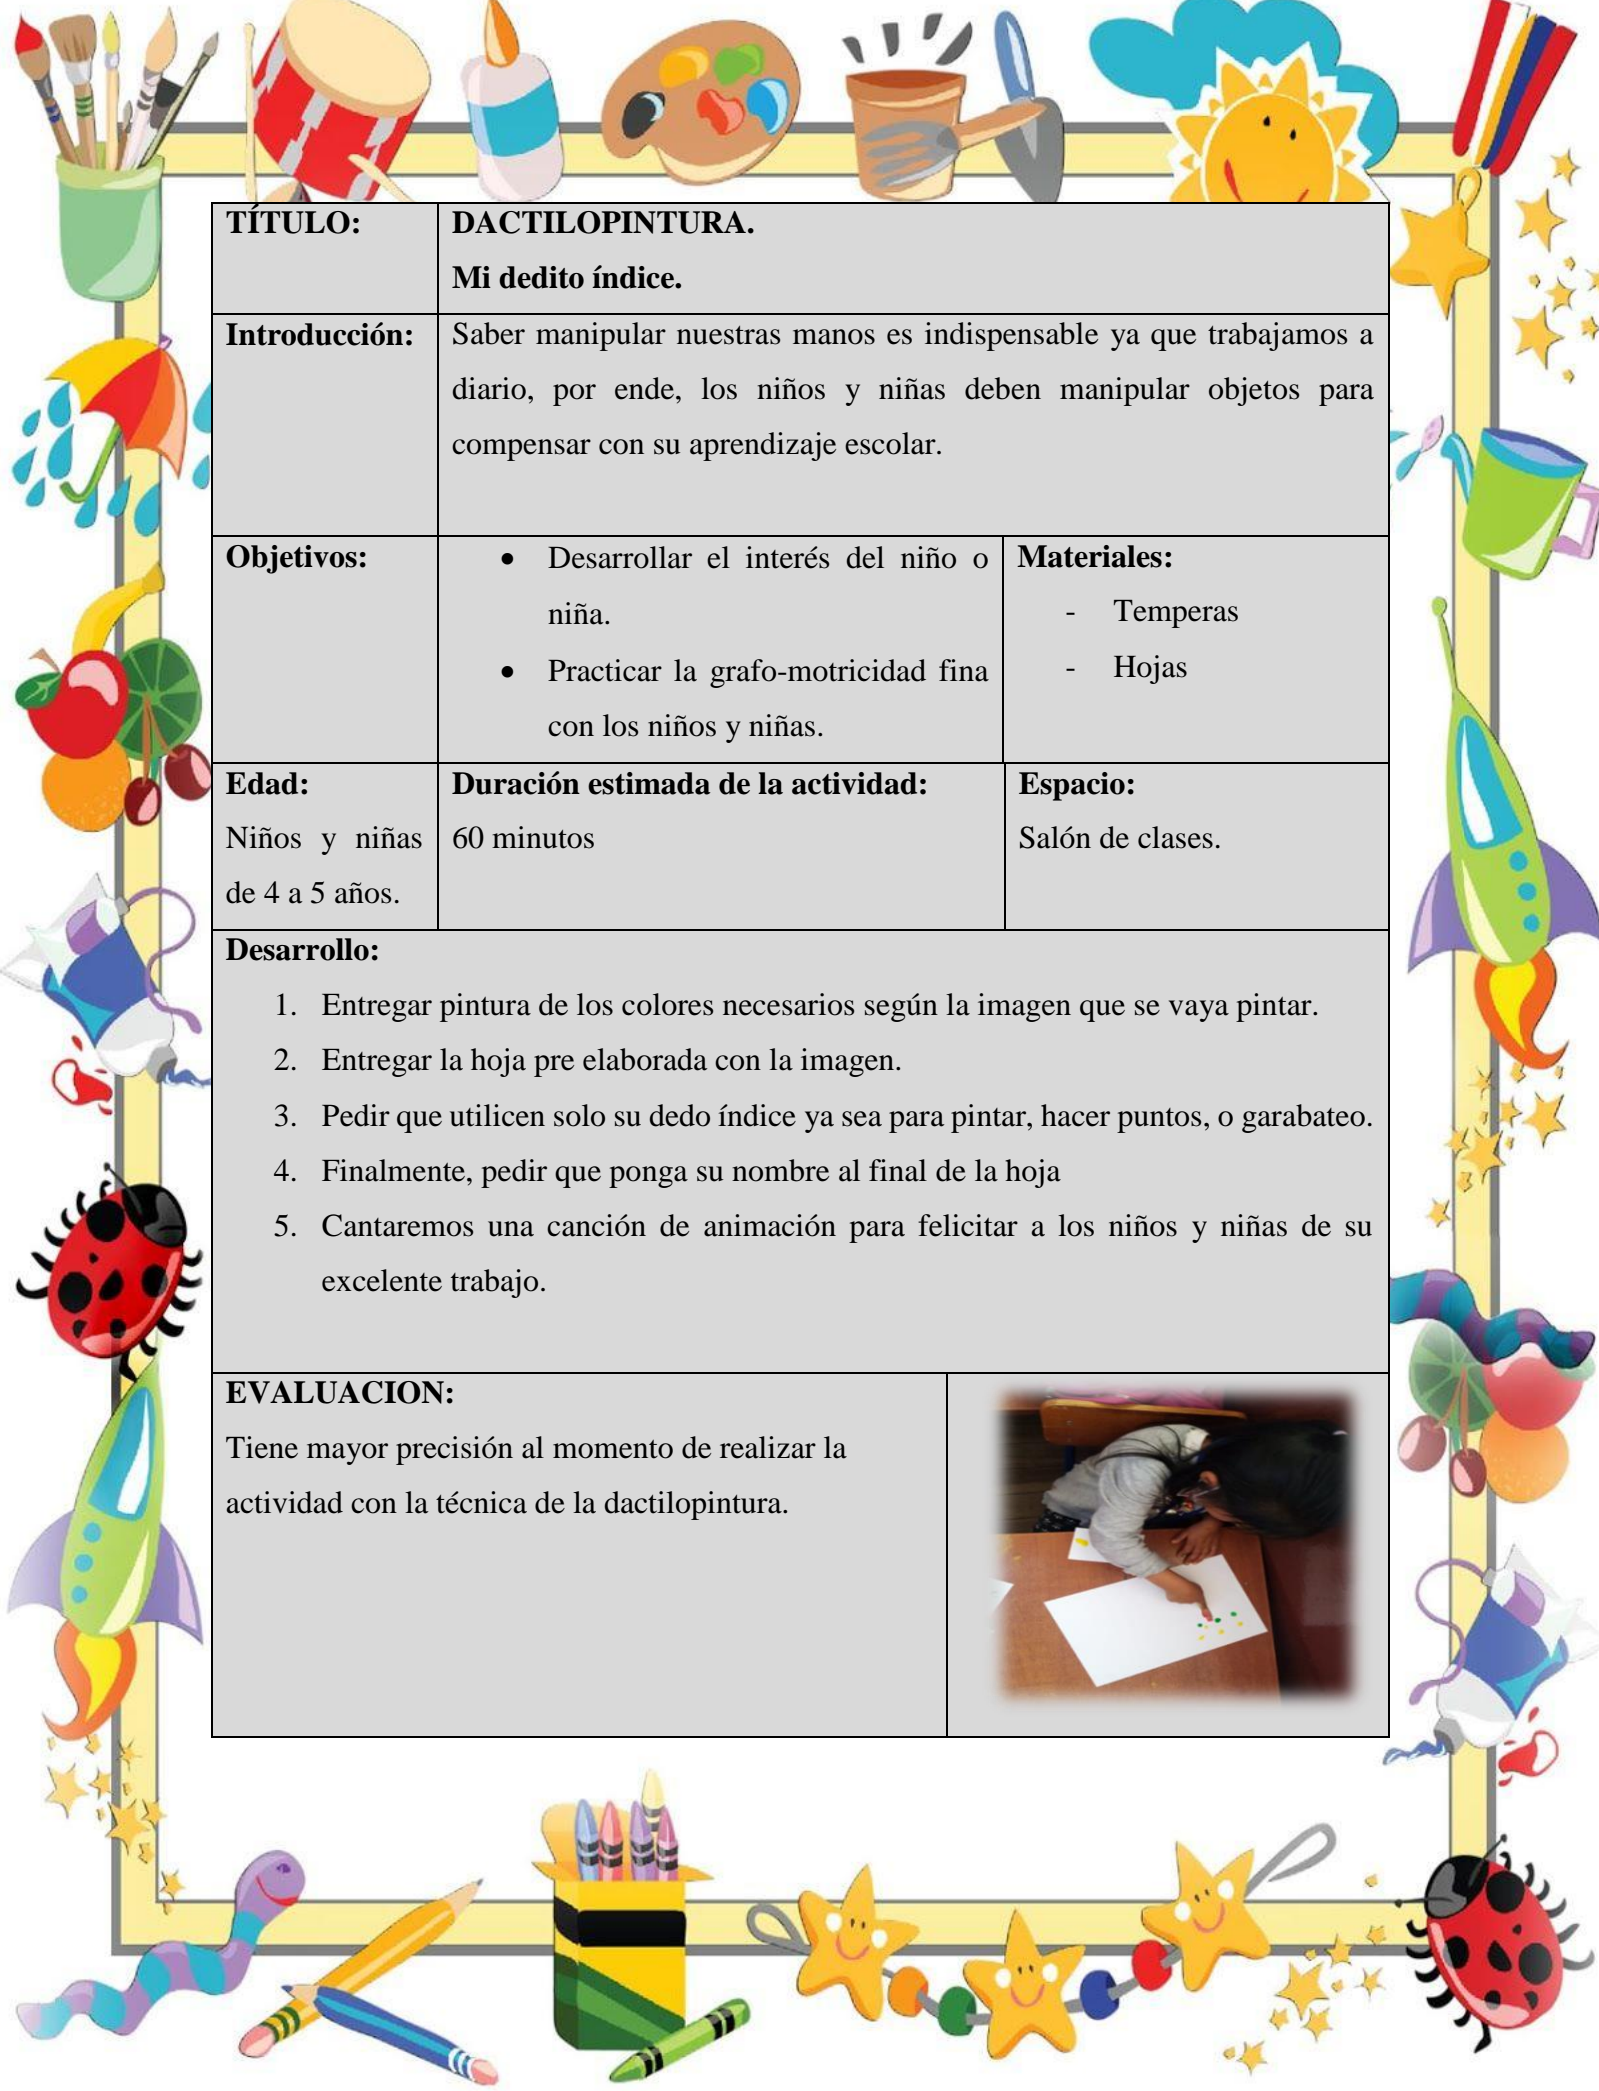 TÍTULO:
DACTILOPINTURA.
Mi dedito índice.
Introducción:
Saber manipular nuestras manos es indispensable ya que trabajamos a
diario, por ende, los niños y niñas deben manipular objetos para
compensar con su aprendizaje escolar.
Objetivos:
• Desarrollar el interés del niño o
niña.
• Practicar la grafo-motricidad fina
con los niños y niñas.
Materiales:
- Temperas
- Hojas
Edad:
Niños y niñas
de 4 a 5 años.
Duración estimada de la actividad:
60 minutos
Espacio:
Salón de clases.
Desarrollo:
1. Entregar pintura de los colores necesarios según la imagen que se vaya pintar.
2. Entregar la hoja pre elaborada con la imagen.
3. Pedir que utilicen solo su dedo índice ya sea para pintar, hacer puntos, o garabateo.
4. Finalmente, pedir que ponga su nombre al final de la hoja
5. Cantaremos una canción de animación para felicitar a los niños y niñas de su
excelente trabajo.
EVALUACION:
Tiene mayor precisión al momento de realizar la
actividad con la técnica de la dactilopintura.